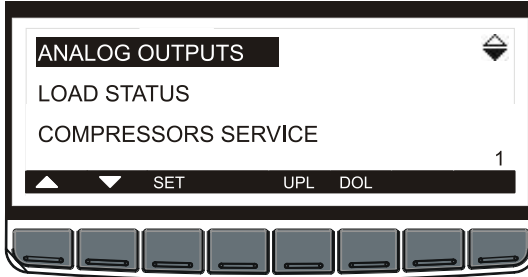 ANALOG OUTPUTS
LOAD STATUS
COMPRESSORS SERVICE
1
SET UPL DOL